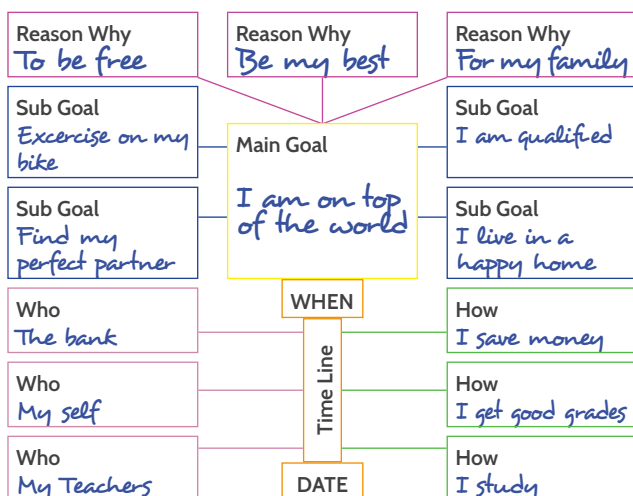 Reason Why
To be free
Reason Why
Be my best
Reason Why
For my family
Sub Goal
Excercise on my
bike
Main Goal
I am on top
of the world
Sub Goal
I am qualified
Sub Goal
Find my
perfect partner
Sub Goal
I live in a
happy home
WHEN
Who
The bank
Time Line
How
I save money
Who
My self
How
I get good grades
Who
My Teachers
DATE
How
I study